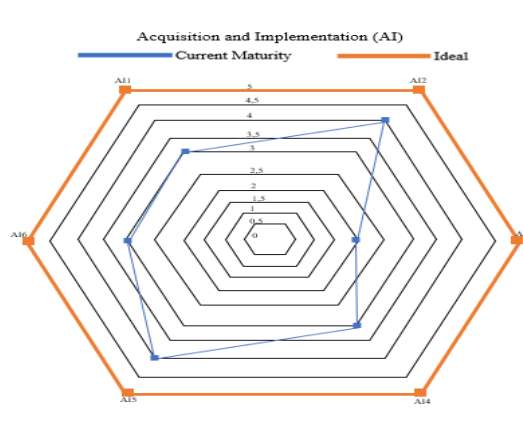 Acquisition and Implementation (AI)
Current Maturity Ideal
AI1 AI2
5
4,5
4
3,5
3
2,5
2
1,5
1
0,5
0
AI6 A
AI5 AI4